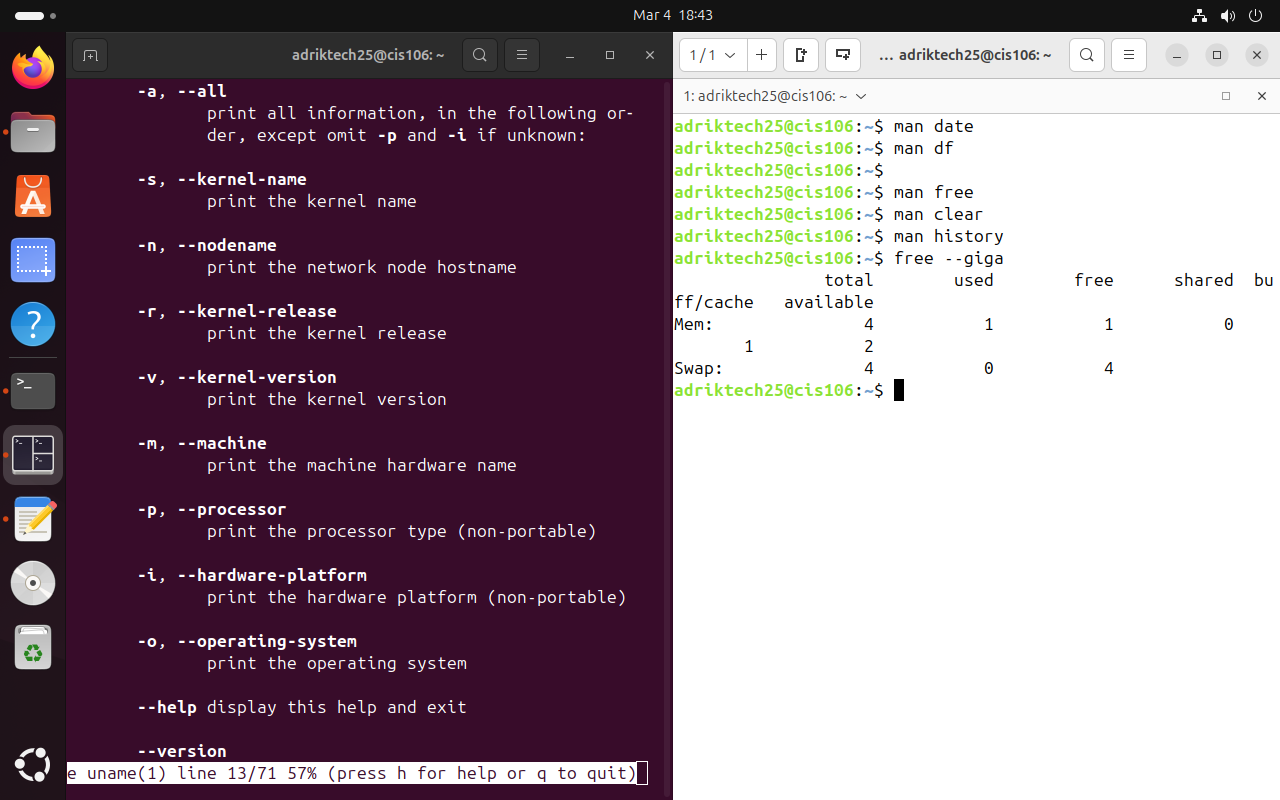 Mar 4 18:43
adriktech25@cis106: ~
-a, --all
print all information, in the following or-
der, except omit -p and -i if unknown:
-s, --kernel-name
print the kernel name
-n, --nodename
print the network node hostname
-r, --kernel-release
print the kernel release
-v, --kernel-version
print the kernel version
-m, --machine
print the machine hardware name
-p, --processor
print the processor type (non-portable)
-i, --hardware-platform
print the hardware platform (non-portable)
-o, --operating-system
print the operating system
--help display this help and exit
--version
e uname(1) line 13/71 57% (press h for help or q to quit)
1 / 1
... adriktech25@cis106: ~
1: adriktech25@cis106: ~
adriktech25@cis106:~$ man date
adriktech25@cis106:~$ man df
adriktech25@cis106:~$
adriktech25@cis106:~$ man free
adriktech25@cis106:~$ man clear
adriktech25@cis106:~$ man history
adriktech25@cis106:~$ free --giga
total used free shared bu
ff/cache available
Mem: 4 1 1 0
1 2
Swap: 4 0 4
adriktech25@cis106:~$